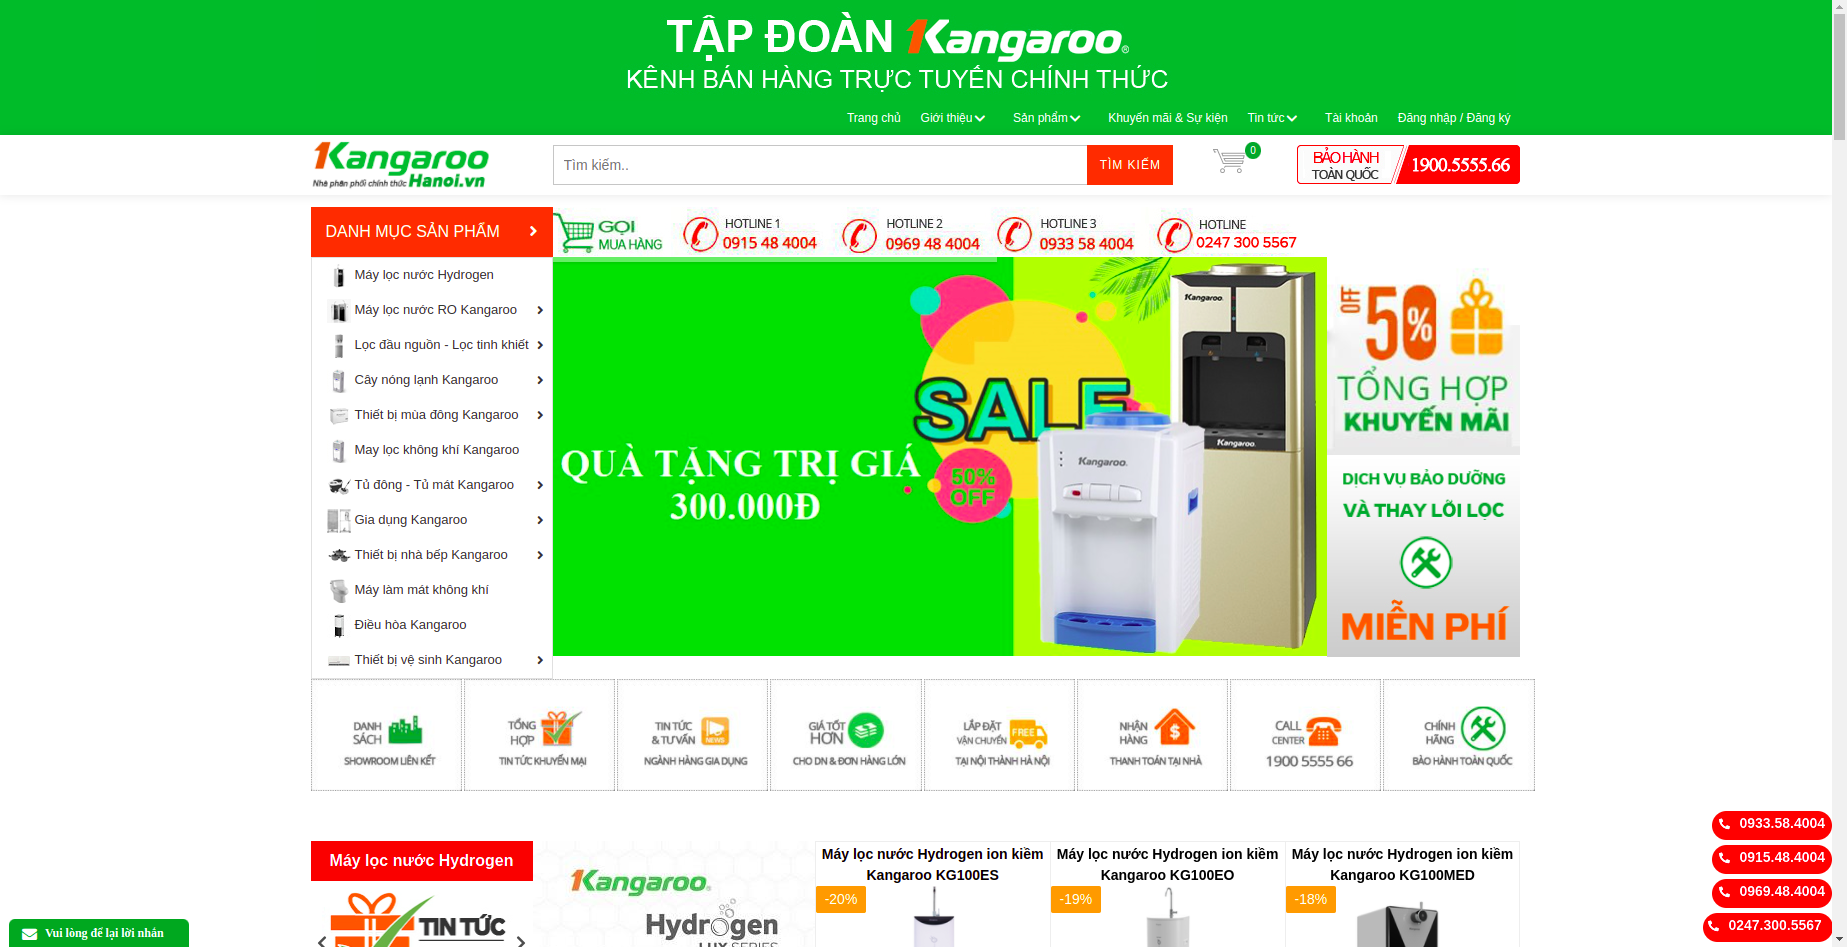 TẬP ĐOÀN Kangaroo®
KÊNH BÁN HÀNG TRỰC TUYẾN CHÍNH THỨC
Trang chủ Giới thiệu Sản phẩm Khuyến mãi & Sự kiện Tin tức Tài khoản Đăng nhập / Đăng ký
Kangaroo
Nhà phân phối chính thức Hanoi.vn
Tìm kiếm..
TÌM KIẾM
0
BẢO HÀNH
TOÀN QUỐC
1900.5555.66
DANH MỤC SẢN PHẨM
GỌI
MUA HÀNG
HOTLINE 1
0915 48 4004
HOTLINE 2
0969 48 4004
HOTLINE 3
0933 58 4004
HOTLINE
0247 300 5567
Máy lọc nước Hydrogen
Máy lọc nước RO Kangaroo
Lọc đầu nguồn - Lọc tinh khiết
Cây nóng lạnh Kangaroo
Thiết bị mùa đông Kangaroo
May lọc không khí Kangaroo
Tủ đông - Tủ mát Kangaroo
Gia dụng Kangaroo
Thiết bị nhà bếp Kangaroo
Máy làm mát không khí
Điều hòa Kangaroo
Thiết bị vệ sinh Kangaroo
QUÀ TẶNG TRỊ GIÁ
300.000Đ
SALE
50%
OFF
Kangaroo
Kangaroo
Kangaroo
OFF 50%
TỔNG HỢP
KHUYẾN MÃI
DỊCH VỤ BẢO DƯỠNG
VÀ THAY LÕI LỌC
MIỄN PHÍ
DANH
SÁCH
SHOWROOM LIÊN KẾT
TỔNG
HỢP
TIN TỨC KHUYẾN MẠI
TIN TỨC
& TƯ VẤN
NEWS
NGÀNH HÀNG GIA DỤNG
GIÁ TỐT
HƠN
CHO DN & ĐƠN HÀNG LỚN
LẮP ĐẶT
VẬN CHUYỂN
FREE
TẠI NỘI THÀNH HÀ NỘI
NHẬN
HÀNG
THANH TOÁN TẠI NHÀ
CALL
CENTER
1900 5555 66
CHÍNH
HÃNG
BẢO HÀNH TOÀN QUỐC
Máy lọc nước Hydrogen
TIN TỨC
Kangaroo
Hydrogen
LUX SERIES
Máy lọc nước Hydrogen ion kiềm
Kangaroo KG100ES
-20%
Máy lọc nước Hydrogen ion kiềm
Kangaroo KG100EO
-19%
Máy lọc nước Hydrogen ion kiềm
Kangaroo KG100MED
-18%
0933.58.4004
0915.48.4004
0969.48.4004
0247.300.5567
Vui lòng để lại lời nhắn